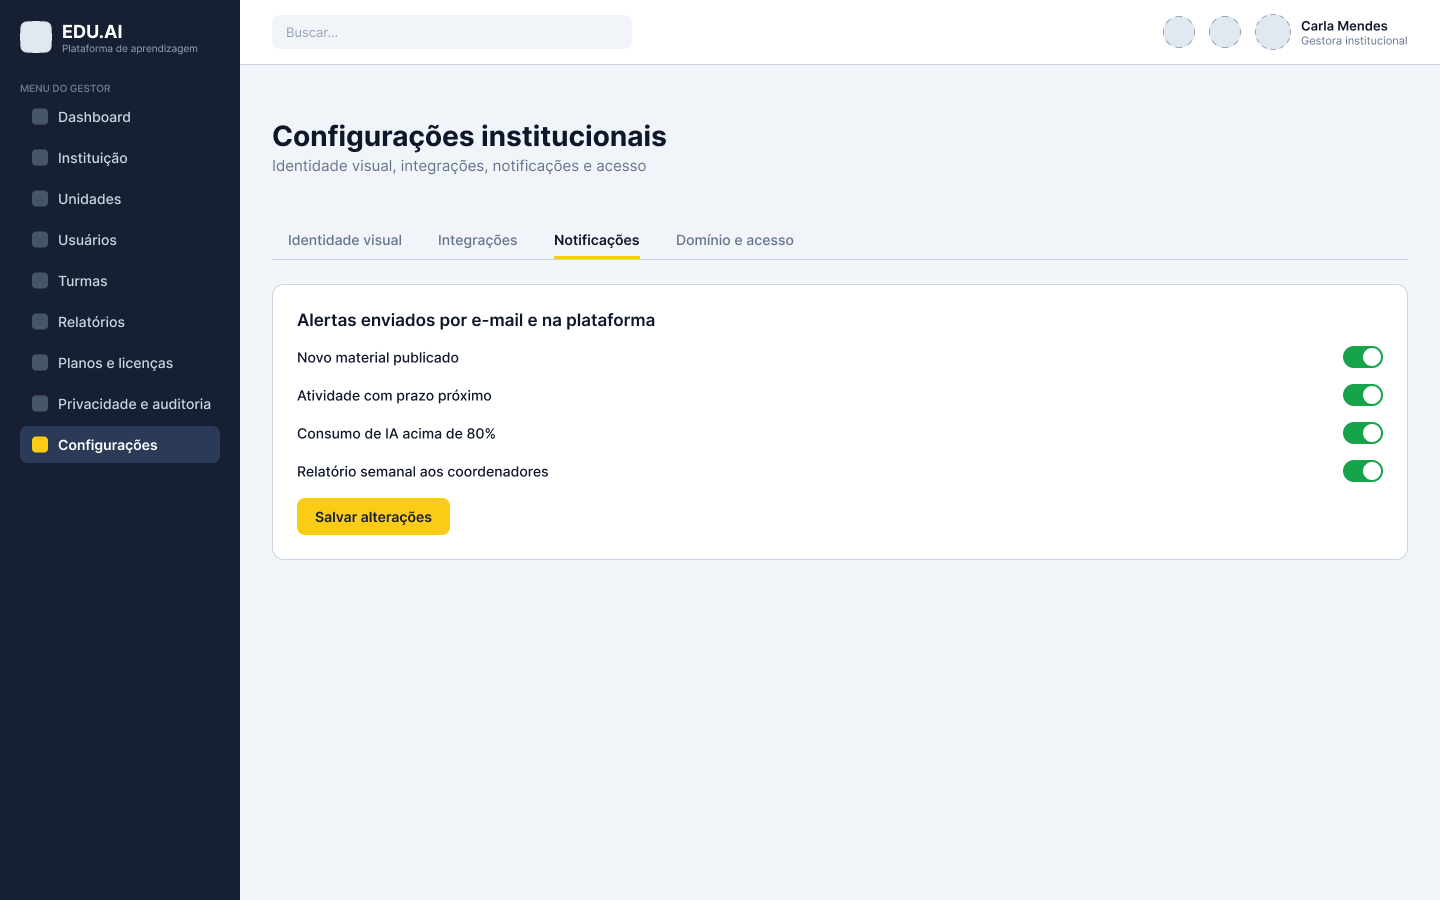 EDU.AI
Plataforma de aprendizagem
MENU DO GESTOR
Dashboard
Instituição
Unidades
Usuários
Turmas
Relatórios
Planos e licenças
Privacidade e auditoria
Configurações
Buscar...
Carla Mendes
Gestora institucional
Configurações institucionais
Identidade visual, integrações, notificações e acesso
Identidade visual
Integrações
Notificações
Domínio e acesso
Alertas enviados por e-mail e na plataforma
Novo material publicado
Atividade com prazo próximo
Consumo de IA acima de 80%
Relatório semanal aos coordenadores
Salvar alterações